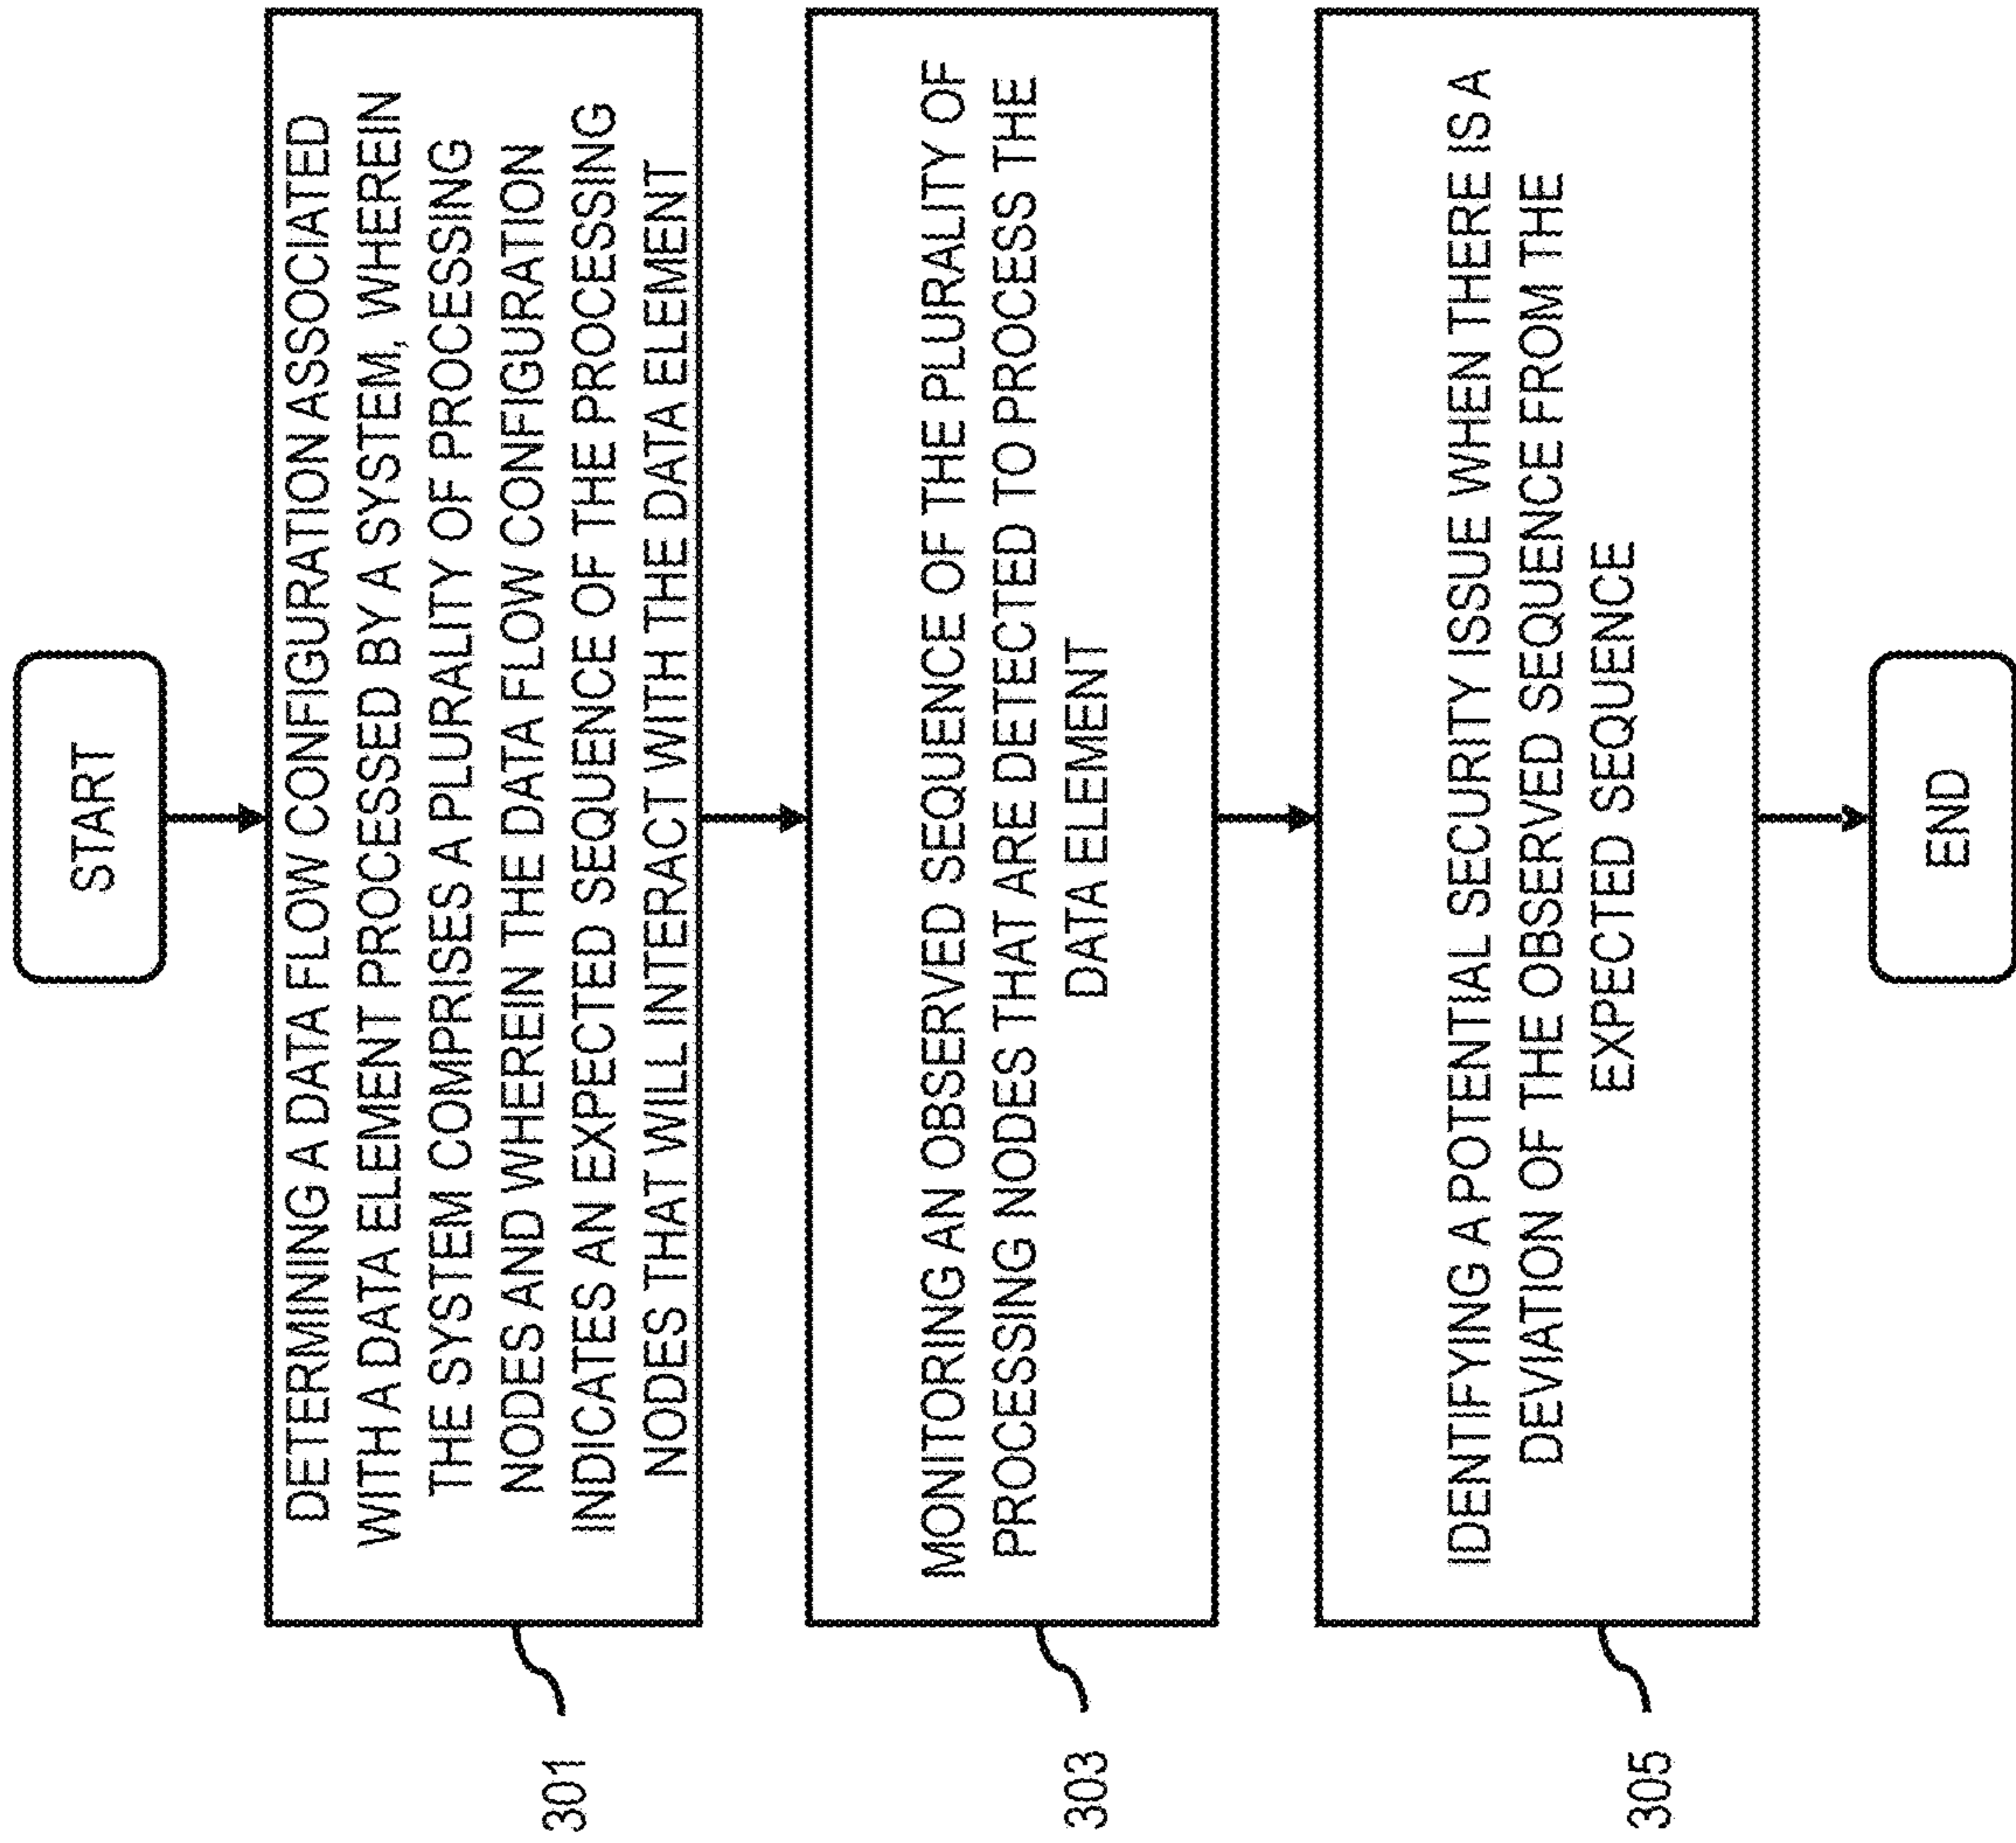 START
DETERMINING A DATA FLOW CONFIGURATION ASSOCIATED
WITH A DATA ELEMENT PROCESSED BY A SYSTEM, WHEREIN
THE SYSTEM COMPRISES A PLURALITY OF PROCESSING
NODES AND WHEREIN THE DATA FLOW CONFIGURATION
INDICATES AN EXPECTED SEQUENCE OF THE PROCESSING
NODES THAT WILL INTERACT WITH THE DATA ELEMENT
301
MONITORING AN OBSERVED SEQUENCE OF THE PLURALITY OF
PROCESSING NODES THAT ARE DETECTED TO PROCESS THE
DATA ELEMENT
303
IDENTIFYING A POTENTIAL SECURITY ISSUE WHEN THERE IS A
DEVIATION OF THE OBSERVED SEQUENCE FROM THE
EXPECTED SEQUENCE
305
END